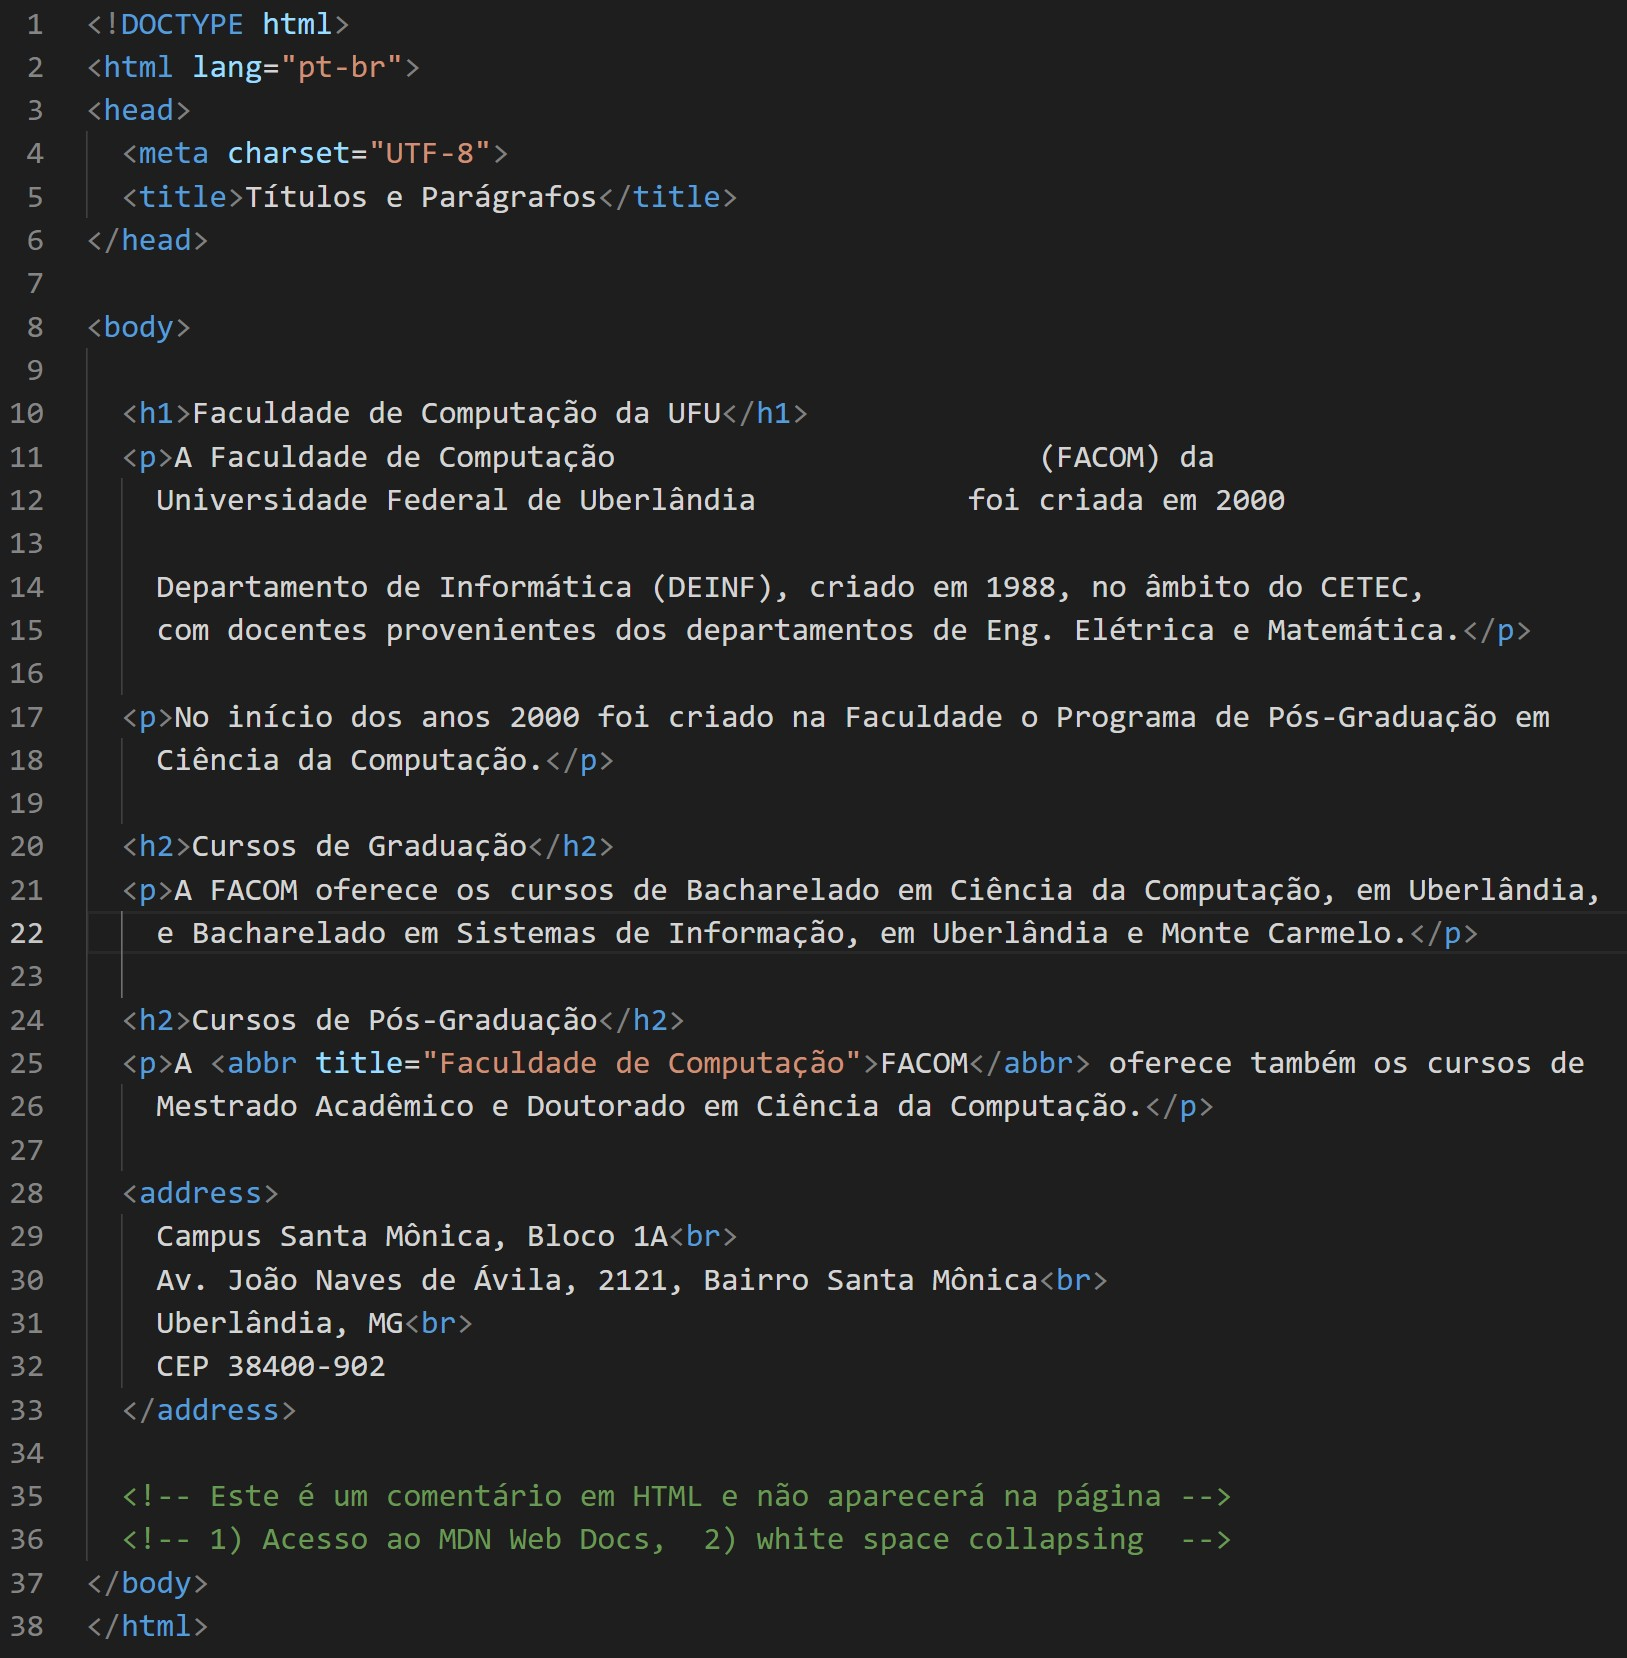 1 <!DOCTYPE html>
2 <html lang="pt-br">
3 <head>
4   <meta charset="UTF-8">
5   <title>Títulos e Parágrafos</title>
6 </head>
7
8 <body>
9
10   <h1>Faculdade de Computação da UFU</h1>
11   <p>A Faculdade de Computação                        (FACOM) da
12     Universidade Federal de Uberlândia            foi criada em 2000
13
14     Departamento de Informática (DEINF), criado em 1988, no âmbito do CETEC,
15     com docentes provenientes dos departamentos de Eng. Elétrica e Matemática.</p>
16
17   <p>No início dos anos 2000 foi criado na Faculdade o Programa de Pós-Graduação em
18     Ciência da Computação.</p>
19
20   <h2>Cursos de Graduação</h2>
21   <p>A FACOM oferece os cursos de Bacharelado em Ciência da Computação, em Uberlândia,
22     e Bacharelado em Sistemas de Informação, em Uberlândia e Monte Carmelo.</p>
23
24   <h2>Cursos de Pós-Graduação</h2>
25   <p>A <abbr title="Faculdade de Computação">FACOM</abbr> oferece também os cursos de
26     Mestrado Acadêmico e Doutorado em Ciência da Computação.</p>
27
28   <address>
29     Campus Santa Mônica, Bloco 1A<br>
30     Av. João Naves de Ávila, 2121, Bairro Santa Mônica<br>
31     Uberlândia, MG<br>
32     CEP 38400-902
33   </address>
34
35   <!-- Este é um comentário em HTML e não aparecerá na página -->
36   <!-- 1) Acesso ao MDN Web Docs,  2) white space collapsing  -->
37 </body>
38 </html>